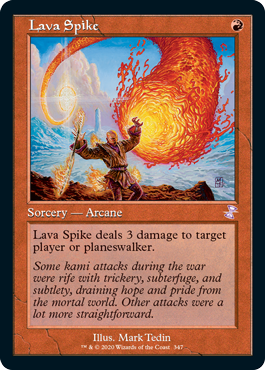 Lava Spike
Sorcery — Arcane
Lava Spike deals 3 damage to target
player or planeswalker.
Some kami attacks during the war
were rife with trickery, subterfuge, and
subtlety, draining hope and pride from
the mortal world. Other attacks were a
lot more straightforward.
Illus. Mark Tedin
™ & © 2020 Wizards of the Coast 347